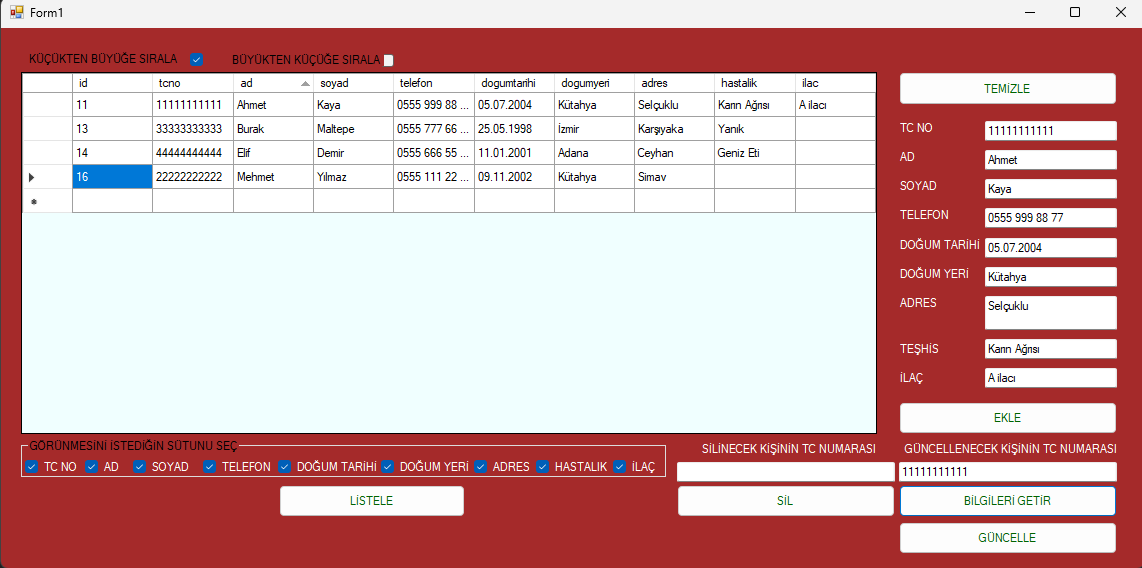 Form1
KÜÇÜKTEN BÜYÜĞE SIRALA BÜYÜKTEN KÜÇÜĞE SIRALA
id tcno ad soyad telefon dogumtarihi dogumyeri adres hastalik ilac
11 11111111111 Ahmet Kaya 0555 999 88 ... 05.07.2004 Kütahya Selçuklu Karın Ağrısı A ilacı
13 33333333333 Burak Maltepe 0555 777 66 ... 25.05.1998 İzmir Karşıyaka Yanık
14 44444444444 Elif Demir 0555 666 55 ... 11.01.2001 Adana Ceyhan Geniz Eti
16 22222222222 Mehmet Yılmaz 0555 111 22 ... 09.11.2002 Kütahya Simav
TEMİZLE
TC NO 11111111111
AD Ahmet
SOYAD Kaya
TELEFON 0555 999 88 77
DOĞUM TARİHİ 05.07.2004
DOĞUM YERİ Kütahya
ADRES Selçuklu
TEŞHİS Karın Ağrısı
İLAÇ A ilacı
EKLE
GÖRÜNMESİNİ İSTEDİĞİN SÜTUNU SEÇ
TC NO AD SOYAD TELEFON DOĞUM TARİHİ DOĞUM YERİ ADRES HASTALIK İLAÇ
LİSTELE
SİLİNECEK KİŞİNİN TC NUMARASI
SİL
GÜNCELLENECEK KİŞİNİN TC NUMARASI
11111111111
BİLGİLERİ GETİR
GÜNCELLE